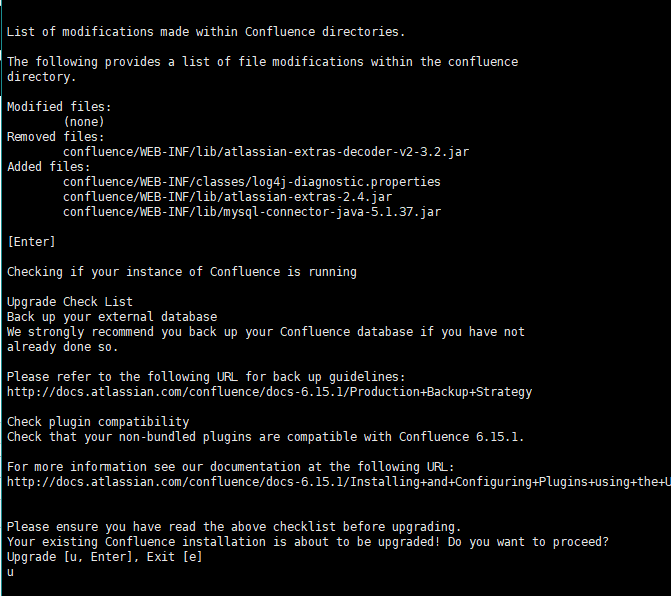 List of modifications made within Confluence directories.
The following provides a list of file modifications within the confluence
directory.
Modified files:
(none)
Removed files:
confluence/WEB-INF/lib/atlassian-extras-decoder-v2-3.2.jar
Added files:
confluence/WEB-INF/classes/log4j-diagnostic.properties
confluence/WEB-INF/lib/atlassian-extras-2.4.jar
confluence/WEB-INF/lib/mysql-connector-java-5.1.37.jar
[Enter]
Checking if your instance of Confluence is running
Upgrade Check List
Back up your external database
We strongly recommend you back up your Confluence database if you have not
already done so.
Please refer to the following URL for back up guidelines:
http://docs.atlassian.com/confluence/docs-6.15.1/Production+Backup+Strategy
Check plugin compatibility
Check that your non-bundled plugins are compatible with Confluence 6.15.1.
For more information see our documentation at the following URL:
http://docs.atlassian.com/confluence/docs-6.15.1/Installing+and+Configuring+Plugins+using+the+U
Please ensure you have read the above checklist before upgrading.
Your existing Confluence installation is about to be upgraded! Do you want to proceed?
Upgrade [u, Enter], Exit [e]
u